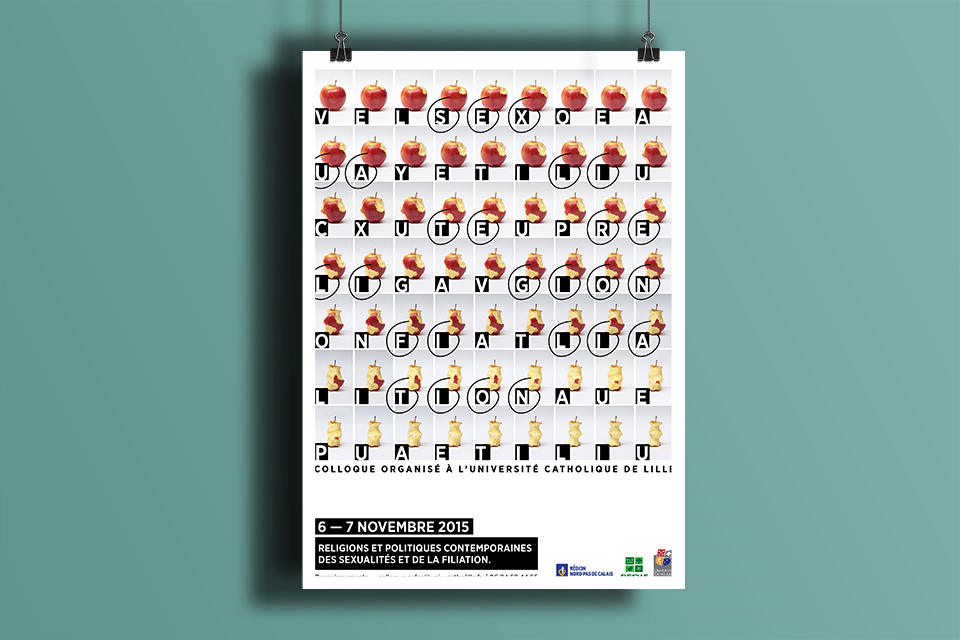 V E L S E X O E A
U A Y E T I L I U
C X U T E U P R E
L I G A V G I O N
O N F I A T L I A
L I T I O N A U E
P U A E T I L I U
COLLOQUE ORGANISÉ À L'UNIVERSITÉ CATHOLIQUE DE LILLE
6 — 7 NOVEMBRE 2015
RELIGIONS ET POLITIQUES CONTEMPORAINES
DES SEXUALITÉS ET DE LA FILIATION.
RÉGION
NORD-PAS DE CALAIS